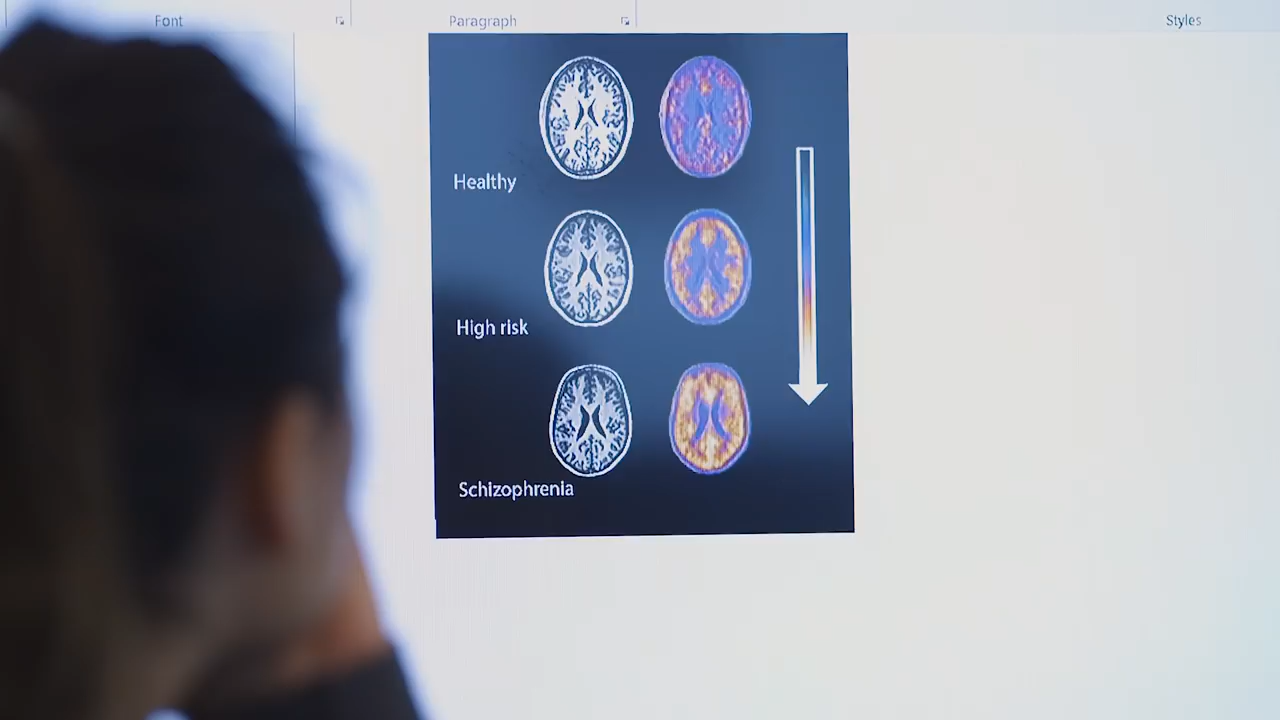 Font
Paragraph
Styles
Healthy
High risk
Schizophrenia